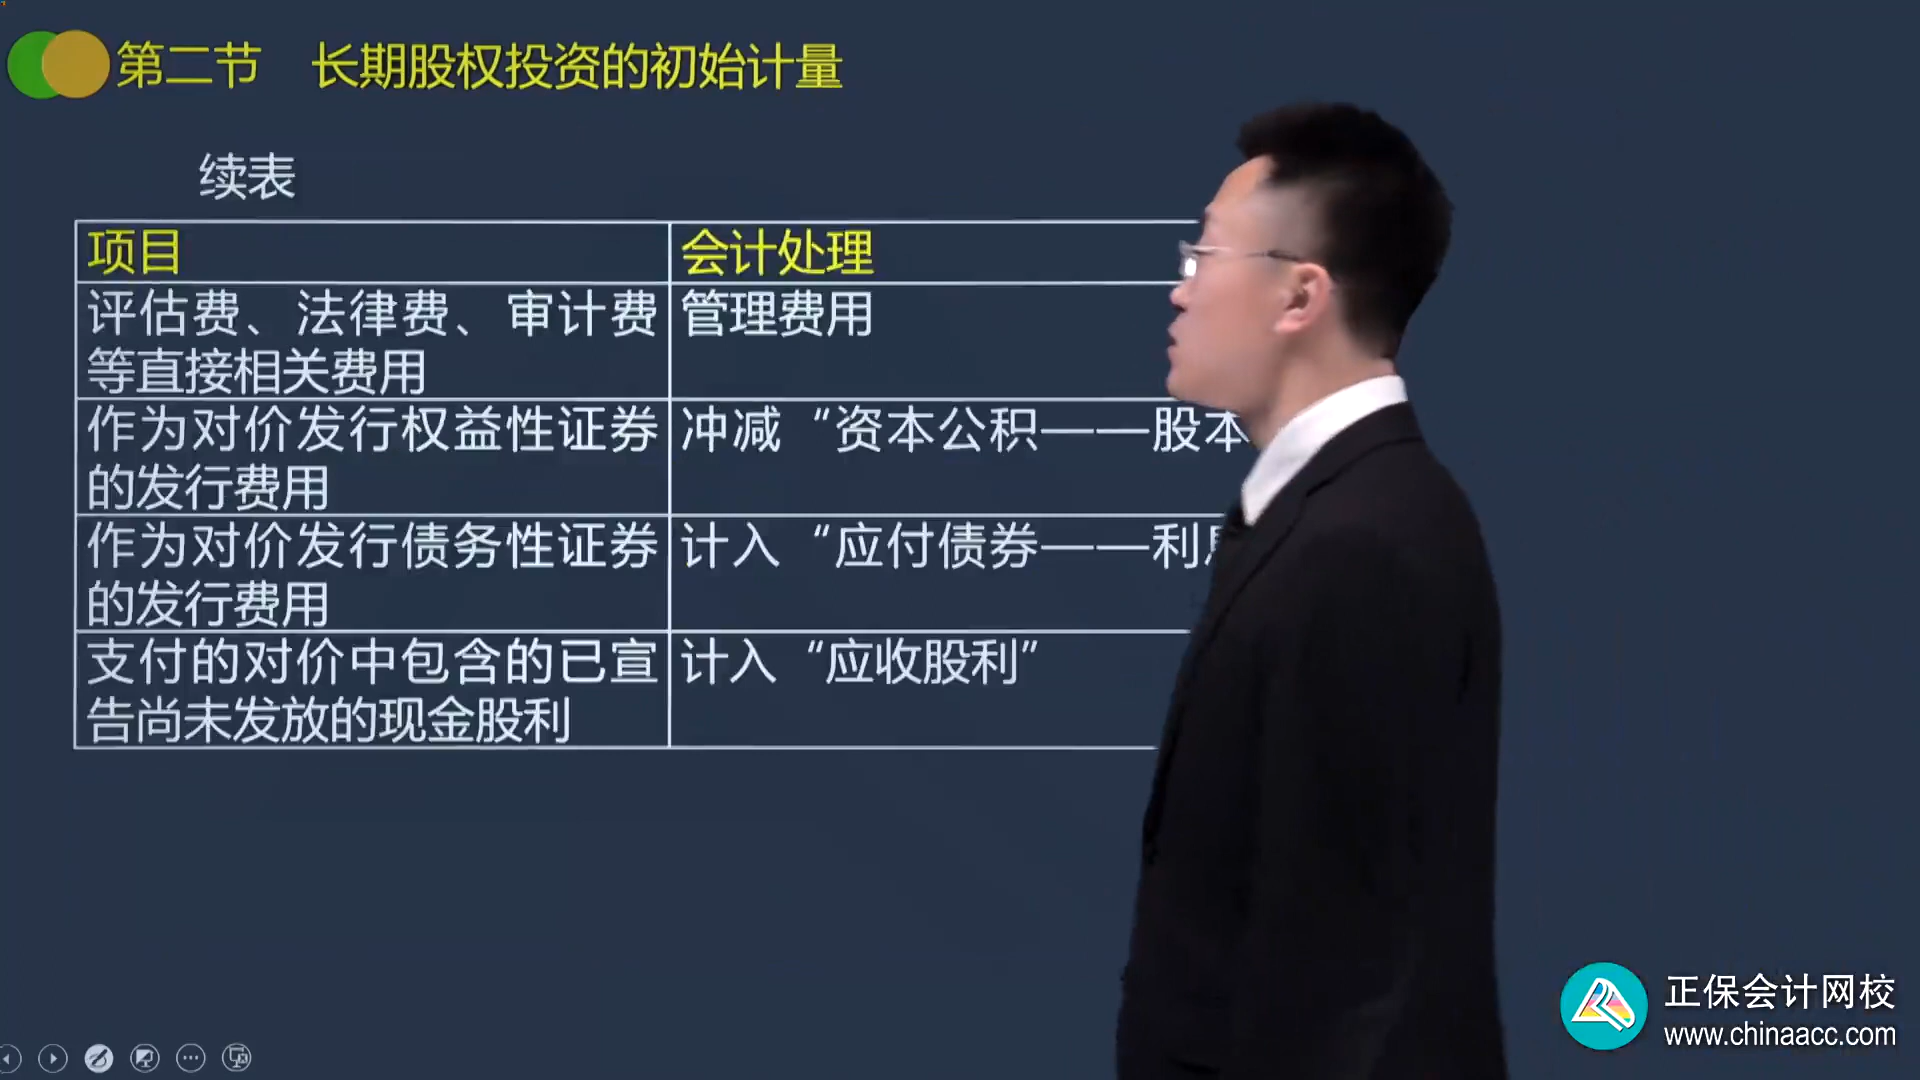 第二节 长期股权投资的初始计量
续表
项目 会计处理
评估费、法律费、审计费 管理费用
等直接相关费用
作为对价发行权益性证券 冲减“资本公积——股本
的发行费用
作为对价发行债务性证券 计入“应付债券——利
的发行费用
支付的对价中包含的已宣 计入“应收股利”
告尚未发放的现金股利
正保会计网校
www.chinaacc.com